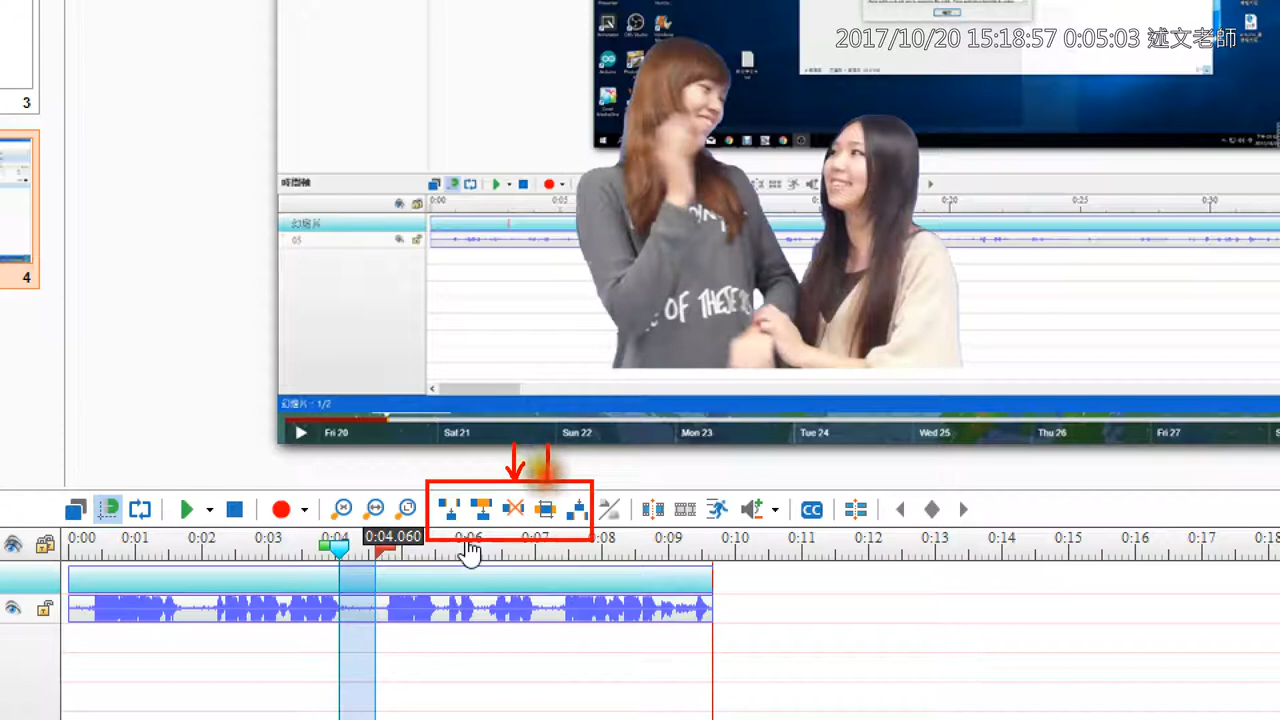 2017/10/20 15:18:57 0:05:03 述文老師
3
4
時間軸
0:00
0:05
0:20
0:25
0:30
幻燈片
05
幻燈片：1/2
Fri 20
Sat 21
Sun 22
Mon 23
Tue 24
Wed 25
Thu 26
Fri 27
CC
0:00 0:01 0:02 0:03 0:04 0:04.060 0:06 0:07 0:08 0:09 0:10 0:11 0:12 0:13 0:14 0:15 0:16 0:17 0:18
OF THESE